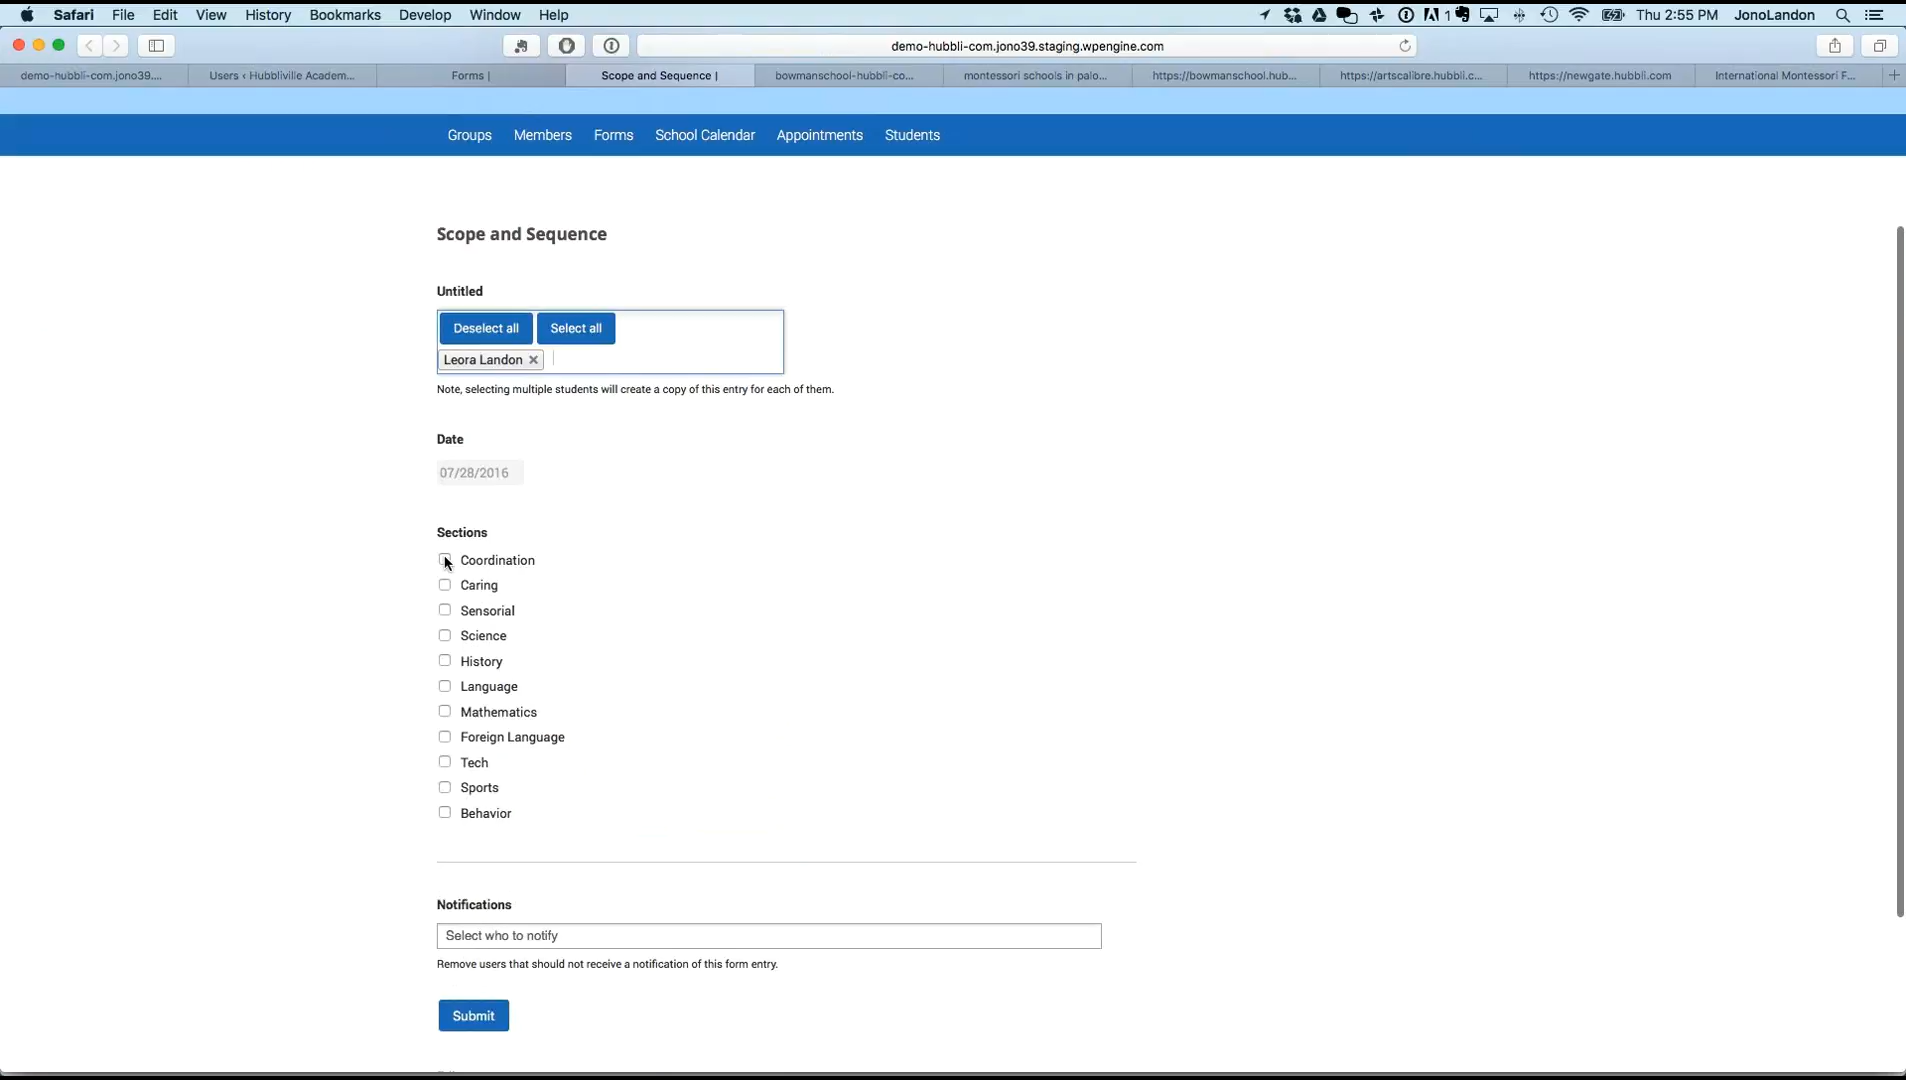 Safari File Edit View History Bookmarks Develop Window Help 1 Thu 2:55 PM JonoLandon
demo-hubbli-com.jono39.staging.wpengine.com
demo-hubbli-com.jono39.... Users ‹ Hubbliville Academ... Forms | Scope and Sequence | bowmanschool-hubbli-co... montessori schools in palo... https://bowmanschool.hub... https://artscalibre.hubbli.c... https://newgate.hubbli.com International Montessori F...
Groups Members Forms School Calendar Appointments Students
Scope and Sequence
Untitled
Deselect all Select all
Leora Landon
Note, selecting multiple students will create a copy of this entry for each of them.
Date
07/28/2016
Sections
Coordination
Caring
Sensorial
Science
History
Language
Mathematics
Foreign Language
Tech
Sports
Behavior
Notifications
Select who to notify
Remove users that should not receive a notification of this form entry.
Submit